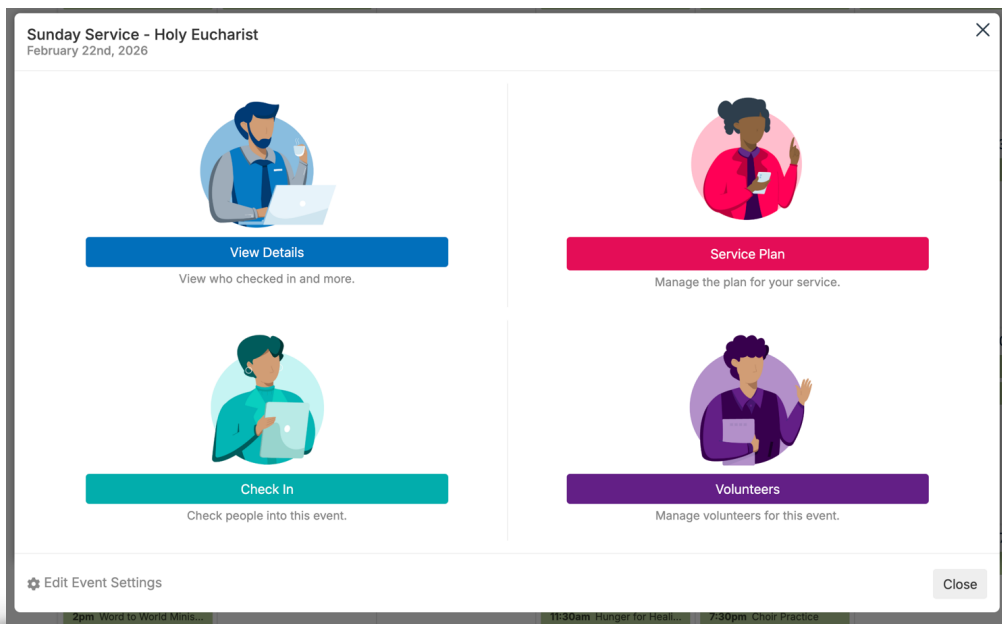 Sunday Service - Holy Eucharist
February 22nd, 2026
View Details
View who checked in and more.
Service Plan
Manage the plan for your service.
Check In
Check people into this event.
Volunteers
Manage volunteers for this event.
Edit Event Settings
Close
2pm Word to World Minis...
11:30am Hunger for Heali...
7:30pm Choir Practice